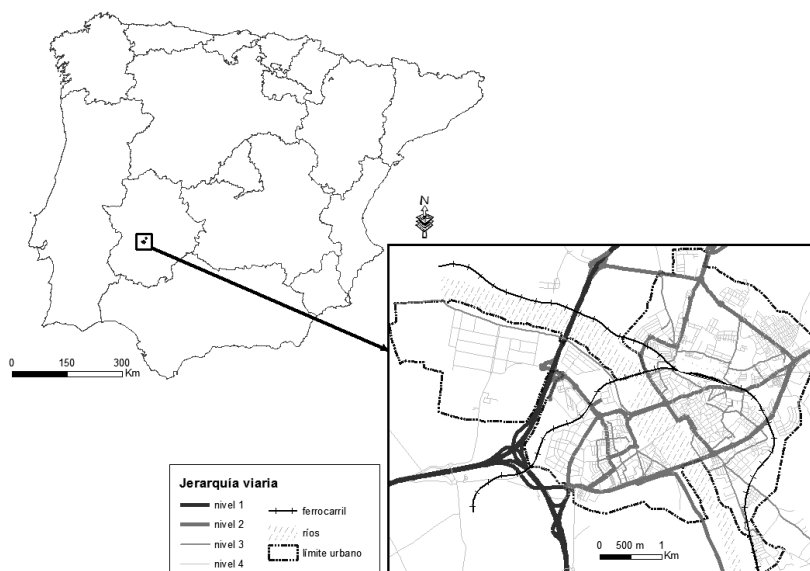 N
0 150 300
Km
Jerarquía viaria
nivel 1
nivel 2
nivel 3
nivel 4
ferrocarril
ríos
límite urbano
0 500 m 1
Km